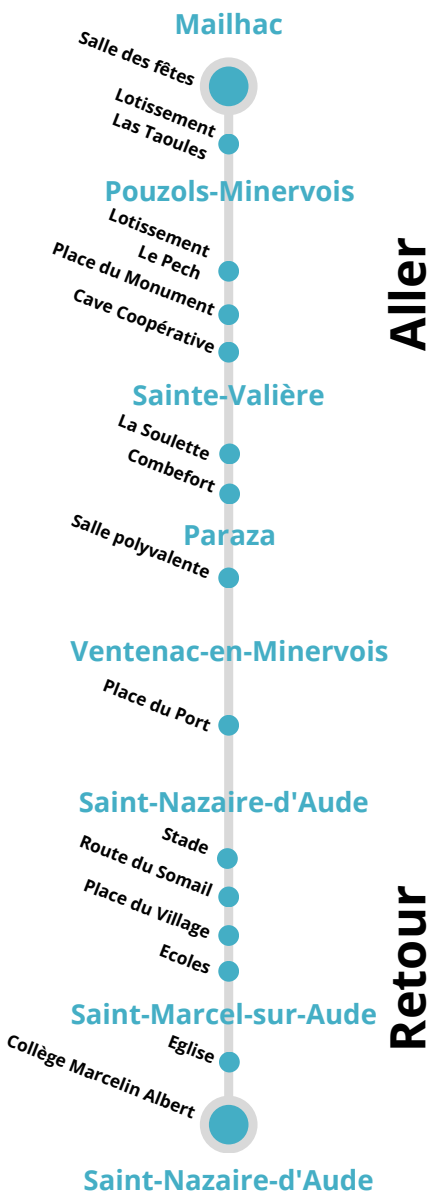 Mailhac
Salle des fêtes
Lotissement
Las Taoules
Pouzols-Minervois
Lotissement
Le Pech
Place du Monument
Cave Coopérative
Aller
Sainte-Valière
La Soulette
Combefort
Paraza
Salle polyvalente
Ventenac-en-Minervois
Place du Port
Saint-Nazaire-d'Aude
Stade
Route du Somail
Place du Village
Ecoles
Retour
Saint-Marcel-sur-Aude
Eglise
Collège Marcelin Albert
Saint-Nazaire-d'Aude